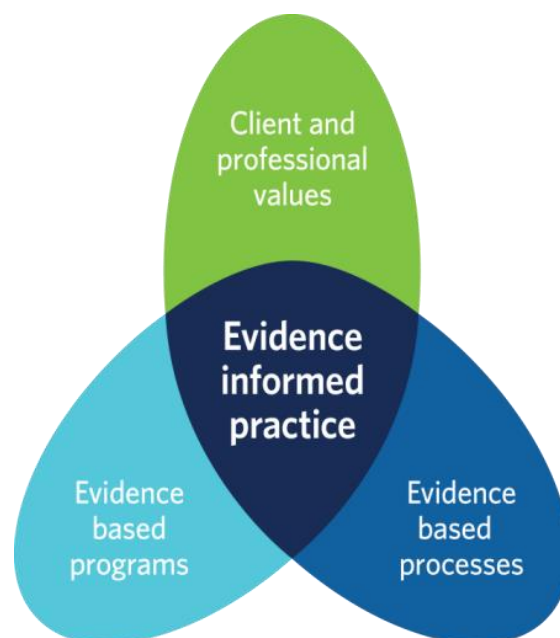 Client and
professional
values
Evidence
informed
practice
Evidence
based
programs
Evidence
based
processes